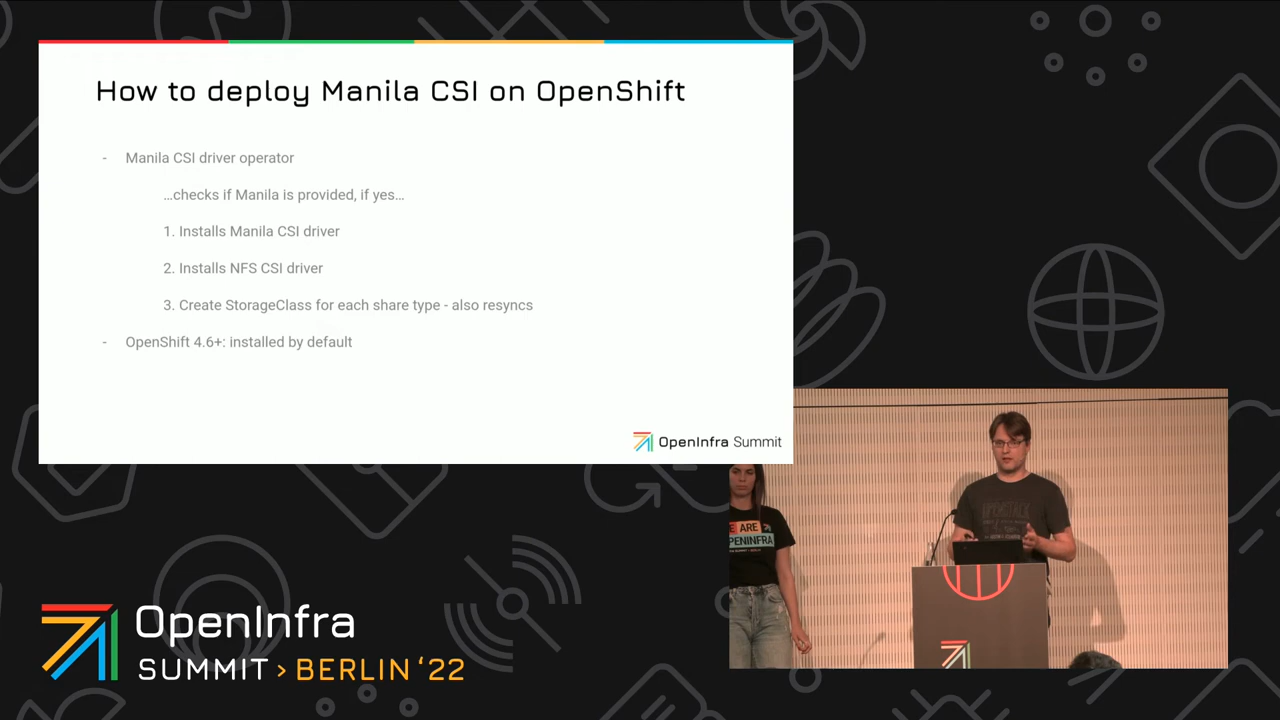 How to deploy Manila CSI on OpenShift
- Manila CSI driver operator
...checks if Manila is provided, if yes...
1. Installs Manila CSI driver
2. Installs NFS CSI driver
3. Create StorageClass for each share type - also resyncs
- OpenShift 4.6+: installed by default
OpenInfra Summit
E ARE
PENINFRA
OpenInfra
SUMMIT > BERLIN ‘22